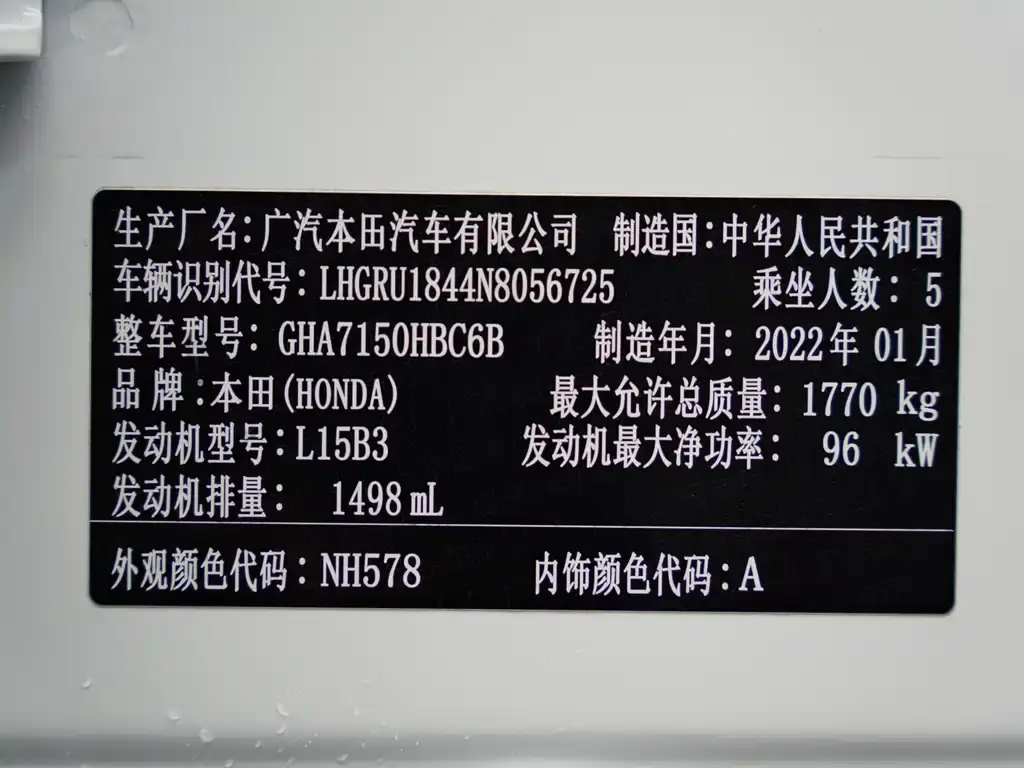 生产厂名:广汽本田汽车有限公司 制造国:中华人民共和国
车辆识别代号:LHGRU1844N8056725 乘坐人数:5
整车型号:GHA7150HBC6B 制造年月:2022年01月
品牌:本田(HONDA) 最大允许总质量:1770 kg
发动机型号:L15B3 发动机最大净功率:96 kW
发动机排量:1498mL
外观颜色代码:NH578 内饰颜色代码:A